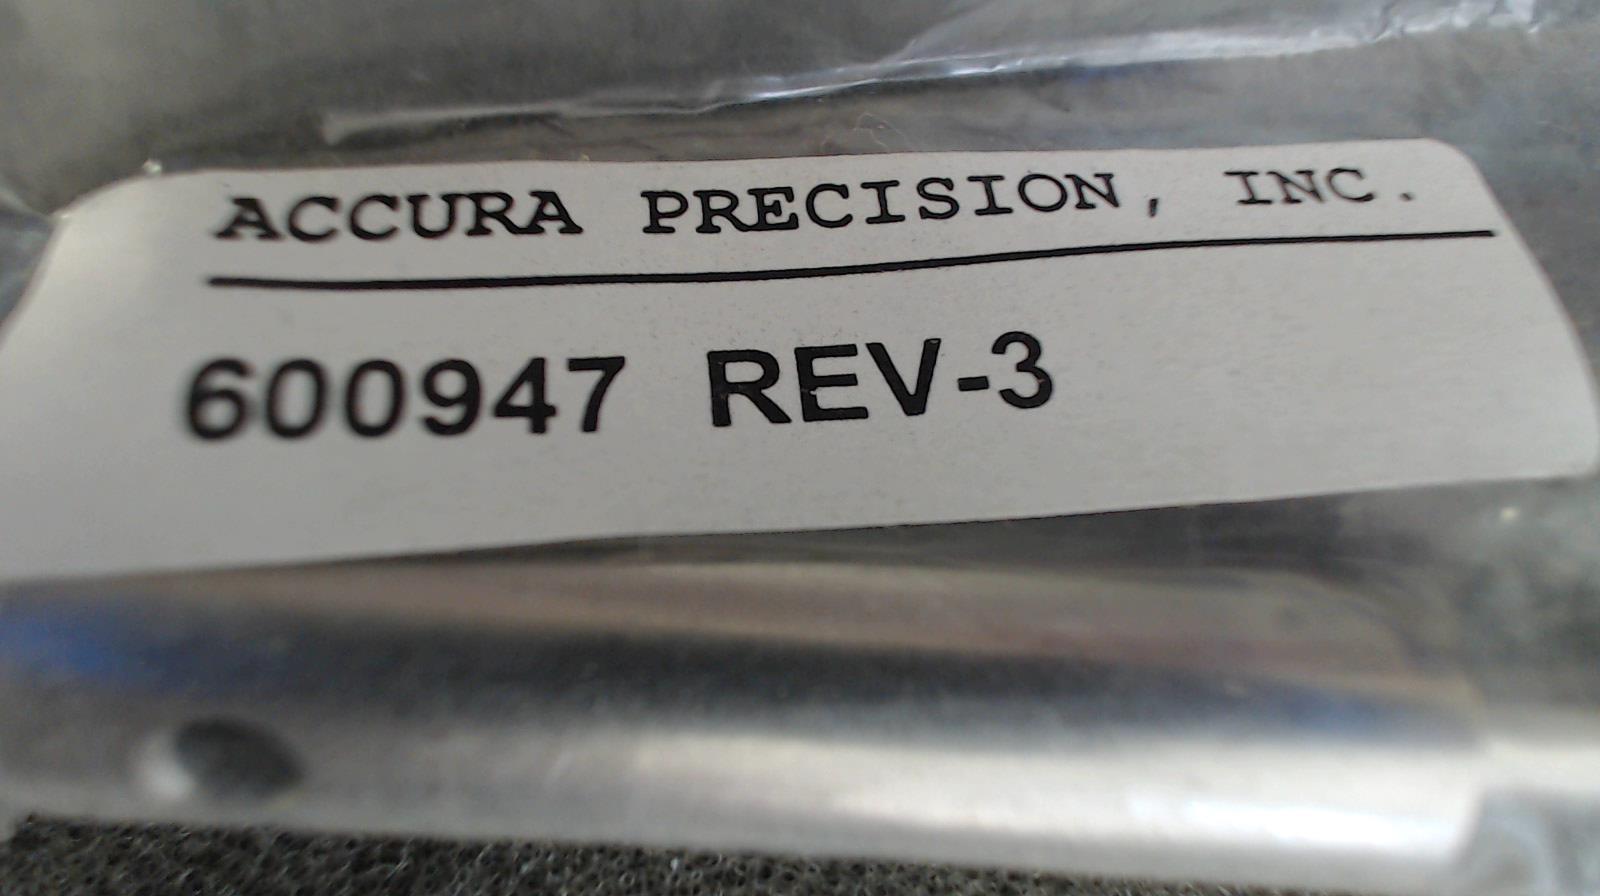 ACCURA PRECISION, INC.
600947 REV-3